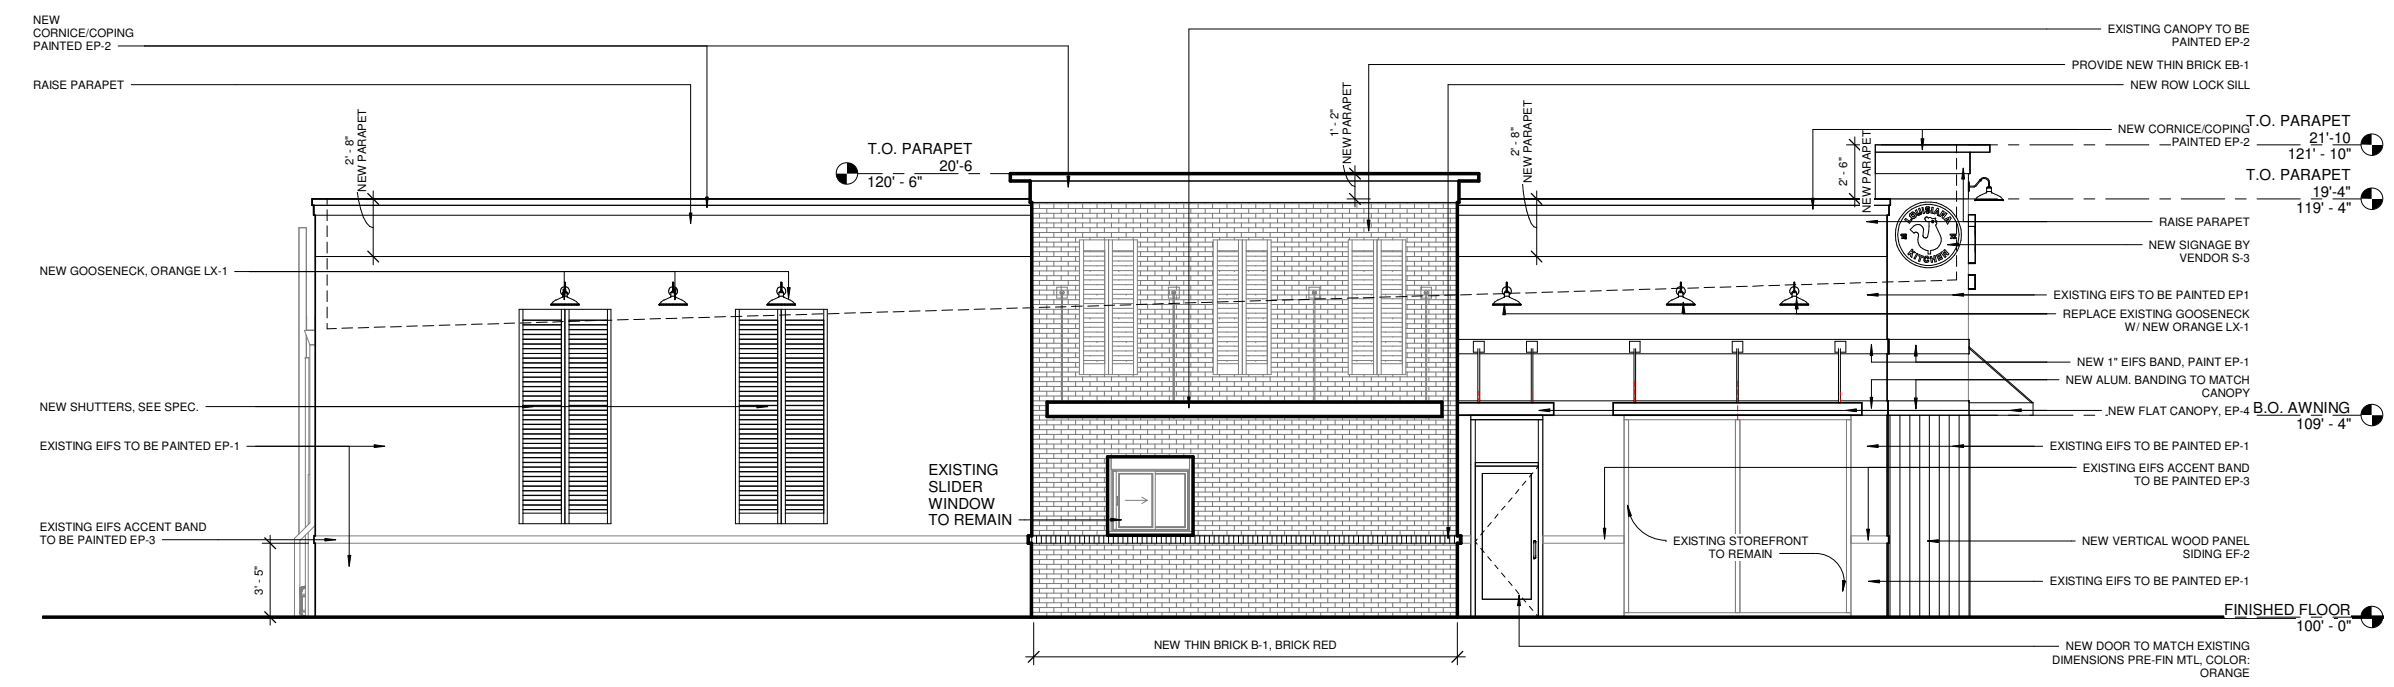 NEW
CORNICE/COPING
PAINTED EP-2
RAISE PARAPET
2' - 8"
NEW PARAPET
T.O. PARAPET
20'-6
120' - 6"
1' - 2"
NEW PARAPET
2' - 8"
NEW PARAPET
EXISTING CANOPY TO BE
PAINTED EP-2
PROVIDE NEW THIN BRICK EB-1
NEW ROW LOCK SILL
NEW CORNICE/COPING
PAINTED EP-2
T.O. PARAPET
21'-10
121' - 10"
2' - 6"
NEW PARAPET
T.O. PARAPET
19'-4"
119' - 4"
RAISE PARAPET
NEW SIGNAGE BY
VENDOR S-3
LOUISIANA
KITCHEN
NEW GOOSENECK, ORANGE LX-1
EXISTING EIFS TO BE PAINTED EP1
REPLACE EXISTING GOOSENECK
W/ NEW ORANGE LX-1
NEW 1" EIFS BAND, PAINT EP-1
NEW ALUM. BANDING TO MATCH
CANOPY
NEW FLAT CANOPY, EP-4
B.O. AWNING
109' - 4"
NEW SHUTTERS, SEE SPEC.
EXISTING EIFS TO BE PAINTED EP-1
EXISTING EIFS TO BE PAINTED EP-1
EXISTING
SLIDER
WINDOW
TO REMAIN
EXISTING EIFS ACCENT BAND
TO BE PAINTED EP-3
EXISTING EIFS ACCENT BAND
TO BE PAINTED EP-3
3' - 5"
EXISTING STOREFRONT
TO REMAIN
NEW VERTICAL WOOD PANEL
SIDING EF-2
EXISTING EIFS TO BE PAINTED EP-1
FINISHED FLOOR
100' - 0"
NEW THIN BRICK B-1, BRICK RED
NEW DOOR TO MATCH EXISTING
DIMENSIONS PRE-FIN MTL, COLOR:
ORANGE